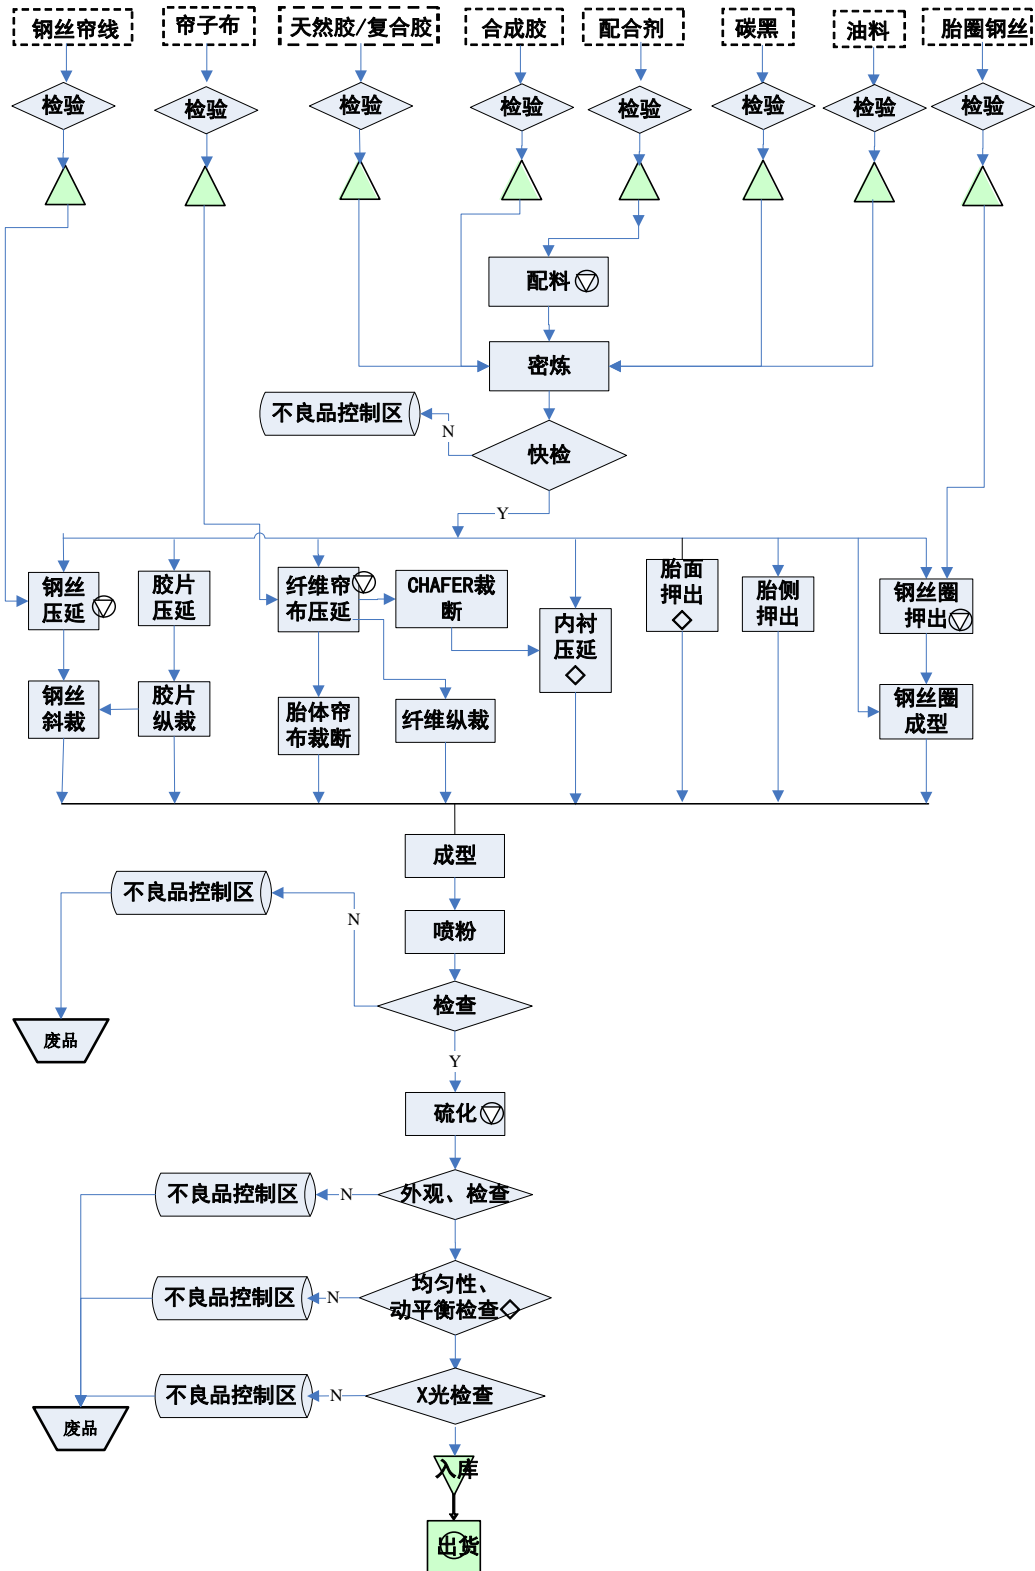 钢丝帘线
帘子布
天然胶/复合胶
合成胶
配合剂
碳黑
油料
胎圈钢丝
检验
检验
检验
检验
检验
检验
检验
检验
配料
密炼
不良品控制区
N
快检
Y
钢丝
压延
胶片
压延
纤维帘
布压延
CHAFER裁
断
内衬
压延
胎面
押出
胎侧
押出
钢丝圈
押出
钢丝
斜裁
胶片
纵裁
胎体帘
布裁断
纤维纵裁
钢丝圈
成型
成型
不良品控制区
N
喷粉
检查
废品
Y
硫化
不良品控制区
N
外观、检查
不良品控制区
N
均匀性、
动平衡检查
不良品控制区
N
X光检查
废品
入库
出货